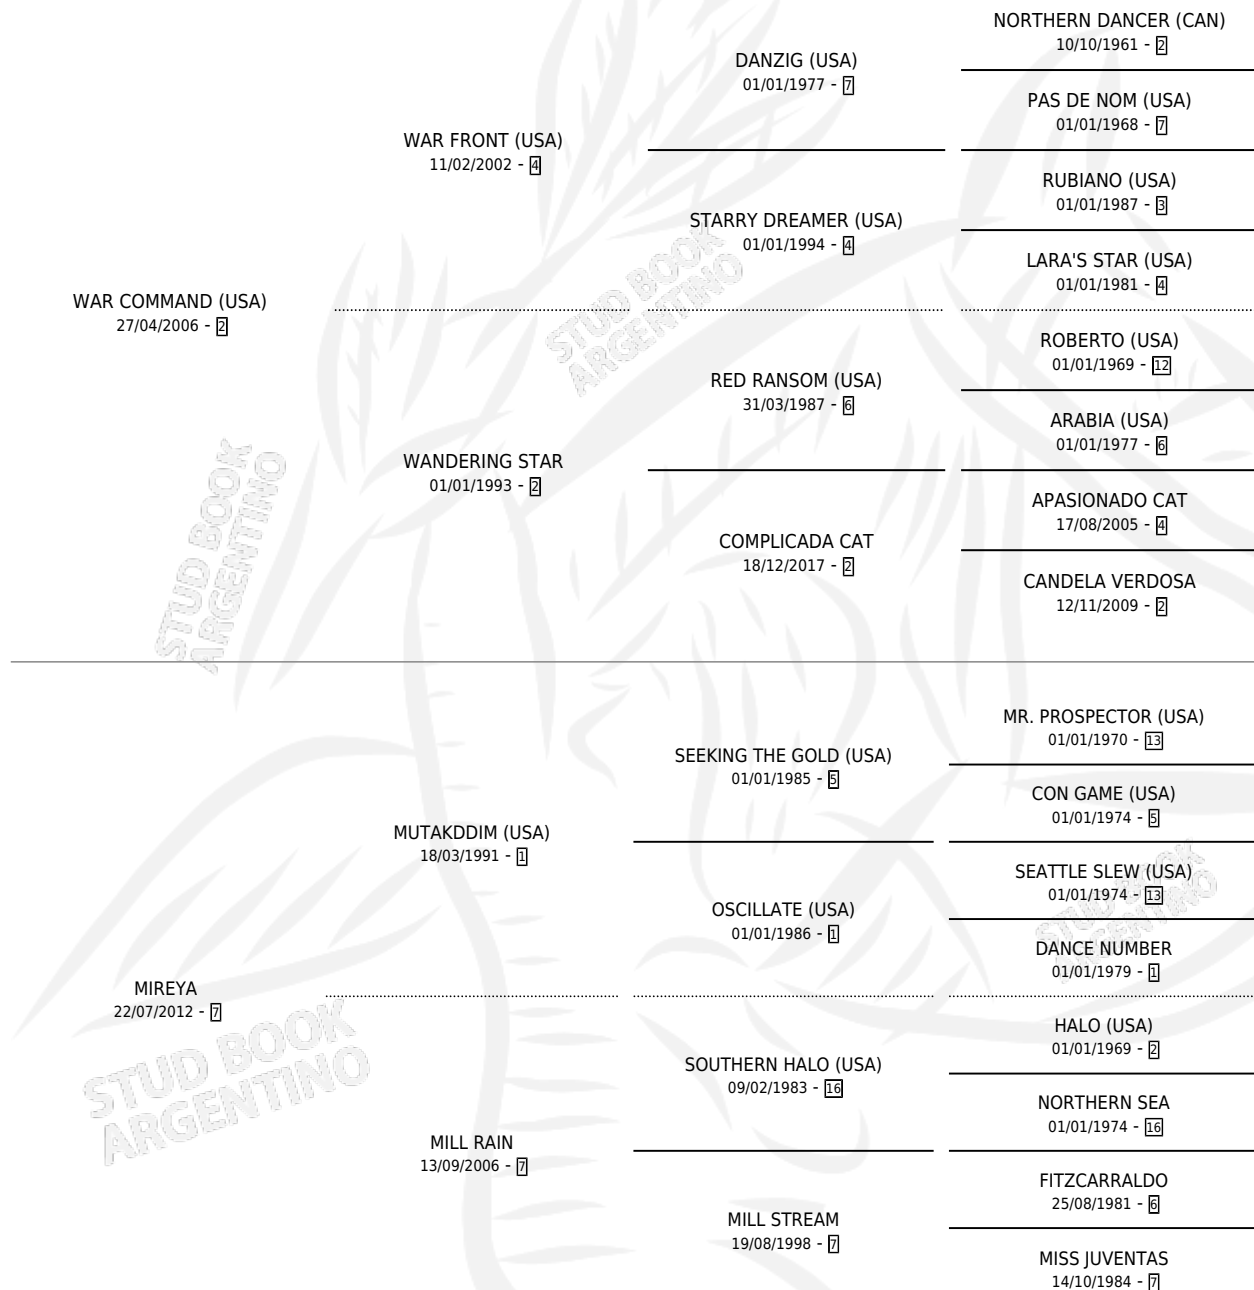 NORTHERN DANCER (CAN)
10/10/1961 - 2
DANZIG (USA)
01/01/1977 - 7
PAS DE NOM (USA)
01/01/1968 - 7
WAR FRONT (USA)
11/02/2002 - 4
RUBIANO (USA)
01/01/1987 - 3
STARRY DREAMER (USA)
01/01/1994 - 4
LARA'S STAR (USA)
01/01/1981 - 4
WAR COMMAND (USA)
27/04/2006 - 2
ROBERTO (USA)
01/01/1969 - 12
RED RANSOM (USA)
31/03/1987 - 6
ARABIA (USA)
01/01/1977 - 6
WANDERING STAR
01/01/1993 - 2
APASIONADO CAT
17/08/2005 - 4
COMPLICADA CAT
18/12/2017 - 2
CANDELA VERDOSA
12/11/2009 - 2
STUD BOOK
ARGENTINO
STUD BOOK
ARGENTINO
MR. PROSPECTOR (USA)
01/01/1970 - 13
SEEKING THE GOLD (USA)
01/01/1985 - 5
CON GAME (USA)
01/01/1974 - 5
MUTAKDDIM (USA)
18/03/1991 - 1
SEATTLE SLEW (USA)
01/01/1974 - 13
OSCILLATE (USA)
01/01/1986 - 1
DANCE NUMBER
01/01/1979 - 1
MIREYA
22/07/2012 - 7
HALO (USA)
01/01/1969 - 2
SOUTHERN HALO (USA)
09/02/1983 - 16
NORTHERN SEA
01/01/1974 - 16
MILL RAIN
13/09/2006 - 7
FITZCARRALDO
25/08/1981 - 6
MILL STREAM
19/08/1998 - 7
MISS JUVENTAS
14/10/1984 - 7
STUD BOOK
ARGENTINO
STUD BOOK
ARGENTINO